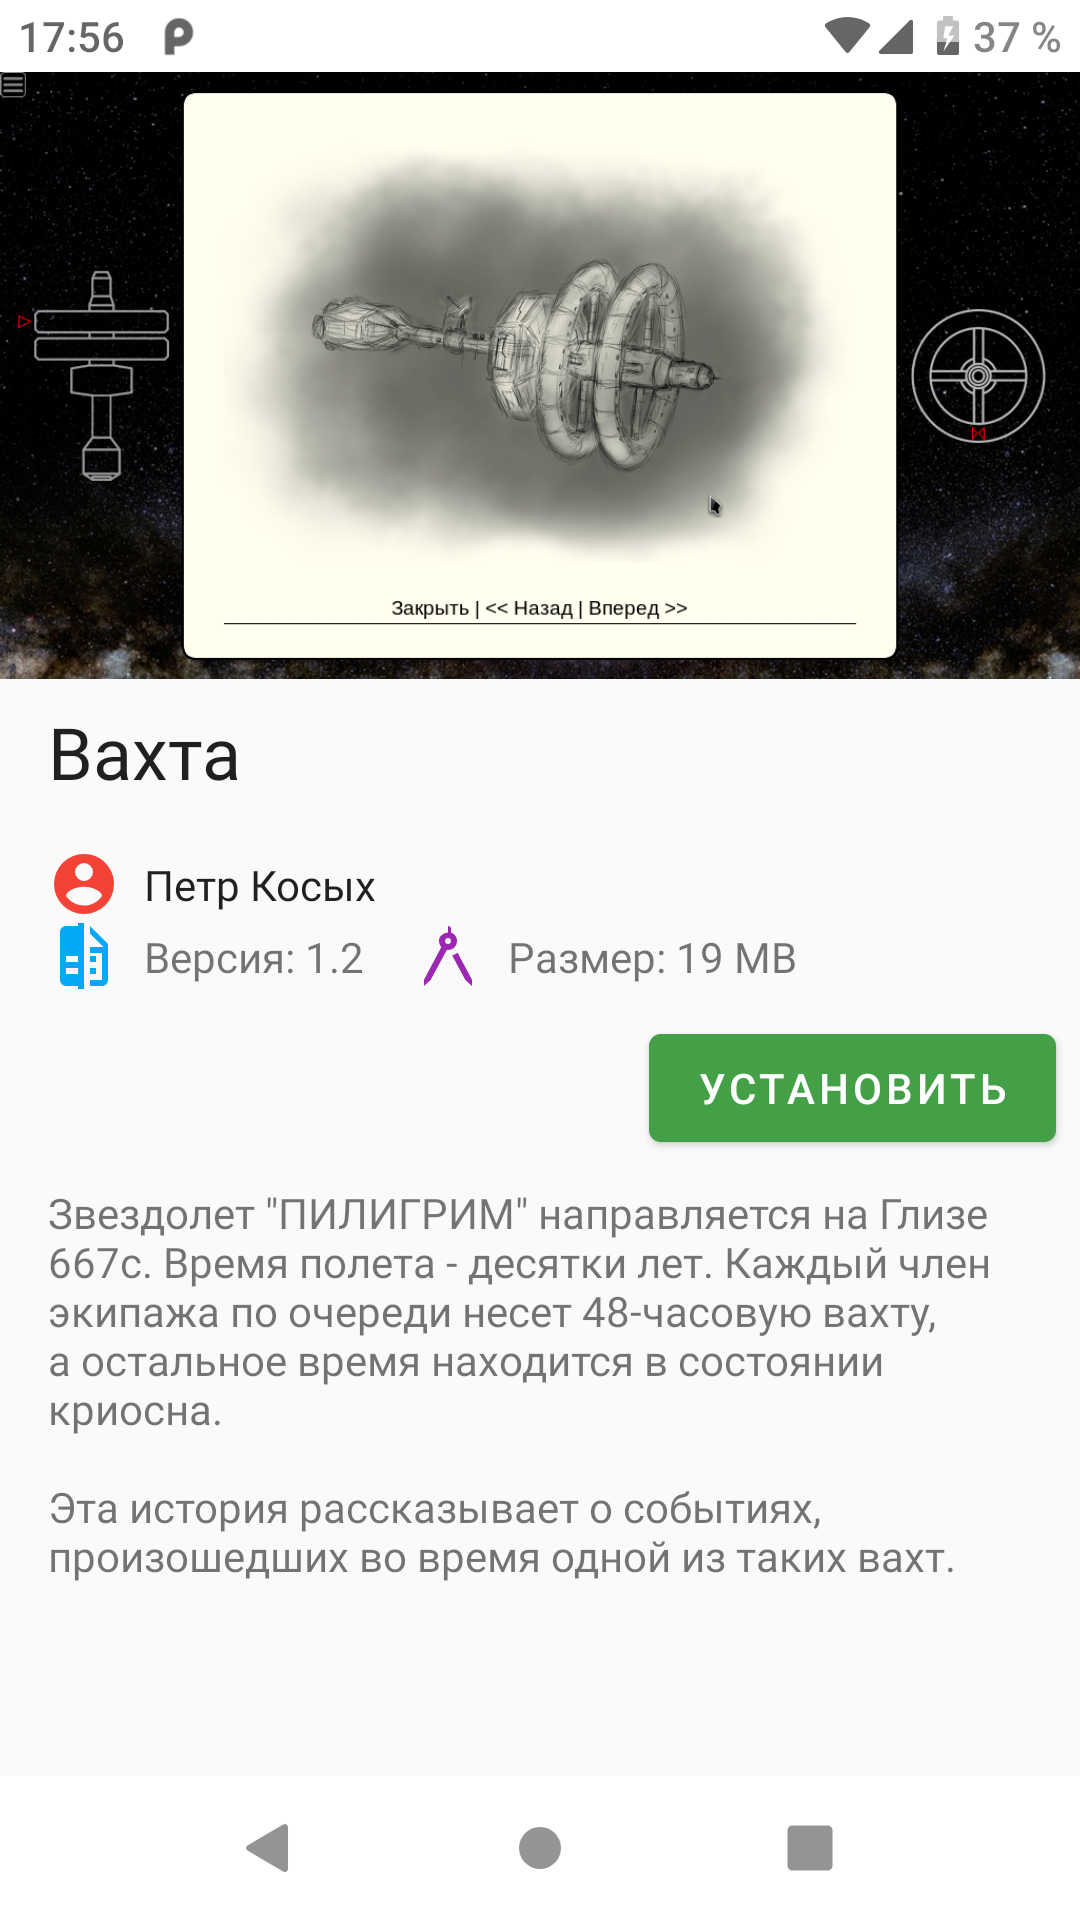 17:56
37 %
Закрыть | << Назад | Вперед >>
Вахта
Петр Косых
Версия: 1.2
Размер: 19 MB
УСТАНОВИТЬ
Звездолет "ПИЛИГРИМ" направляется на Глизе
667c. Время полета - десятки лет. Каждый член
экипажа по очереди несет 48-часовую вахту,
а остальное время находится в состоянии
криосна.
Эта история рассказывает о событиях,
произошедших во время одной из таких вахт.